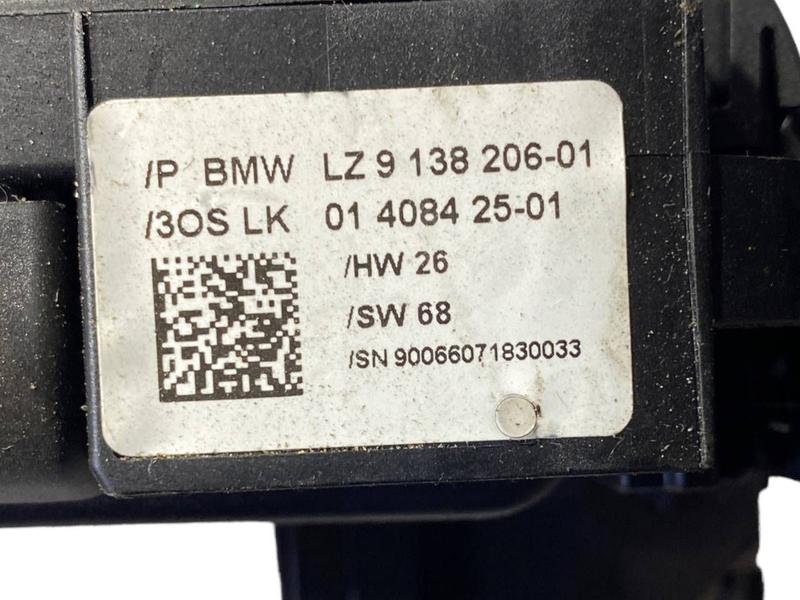 /P BMW LZ 9 138 206-01
/3OS LK 01 4084 25-01
/HW 26
/SW 68
/SN 90066071830033